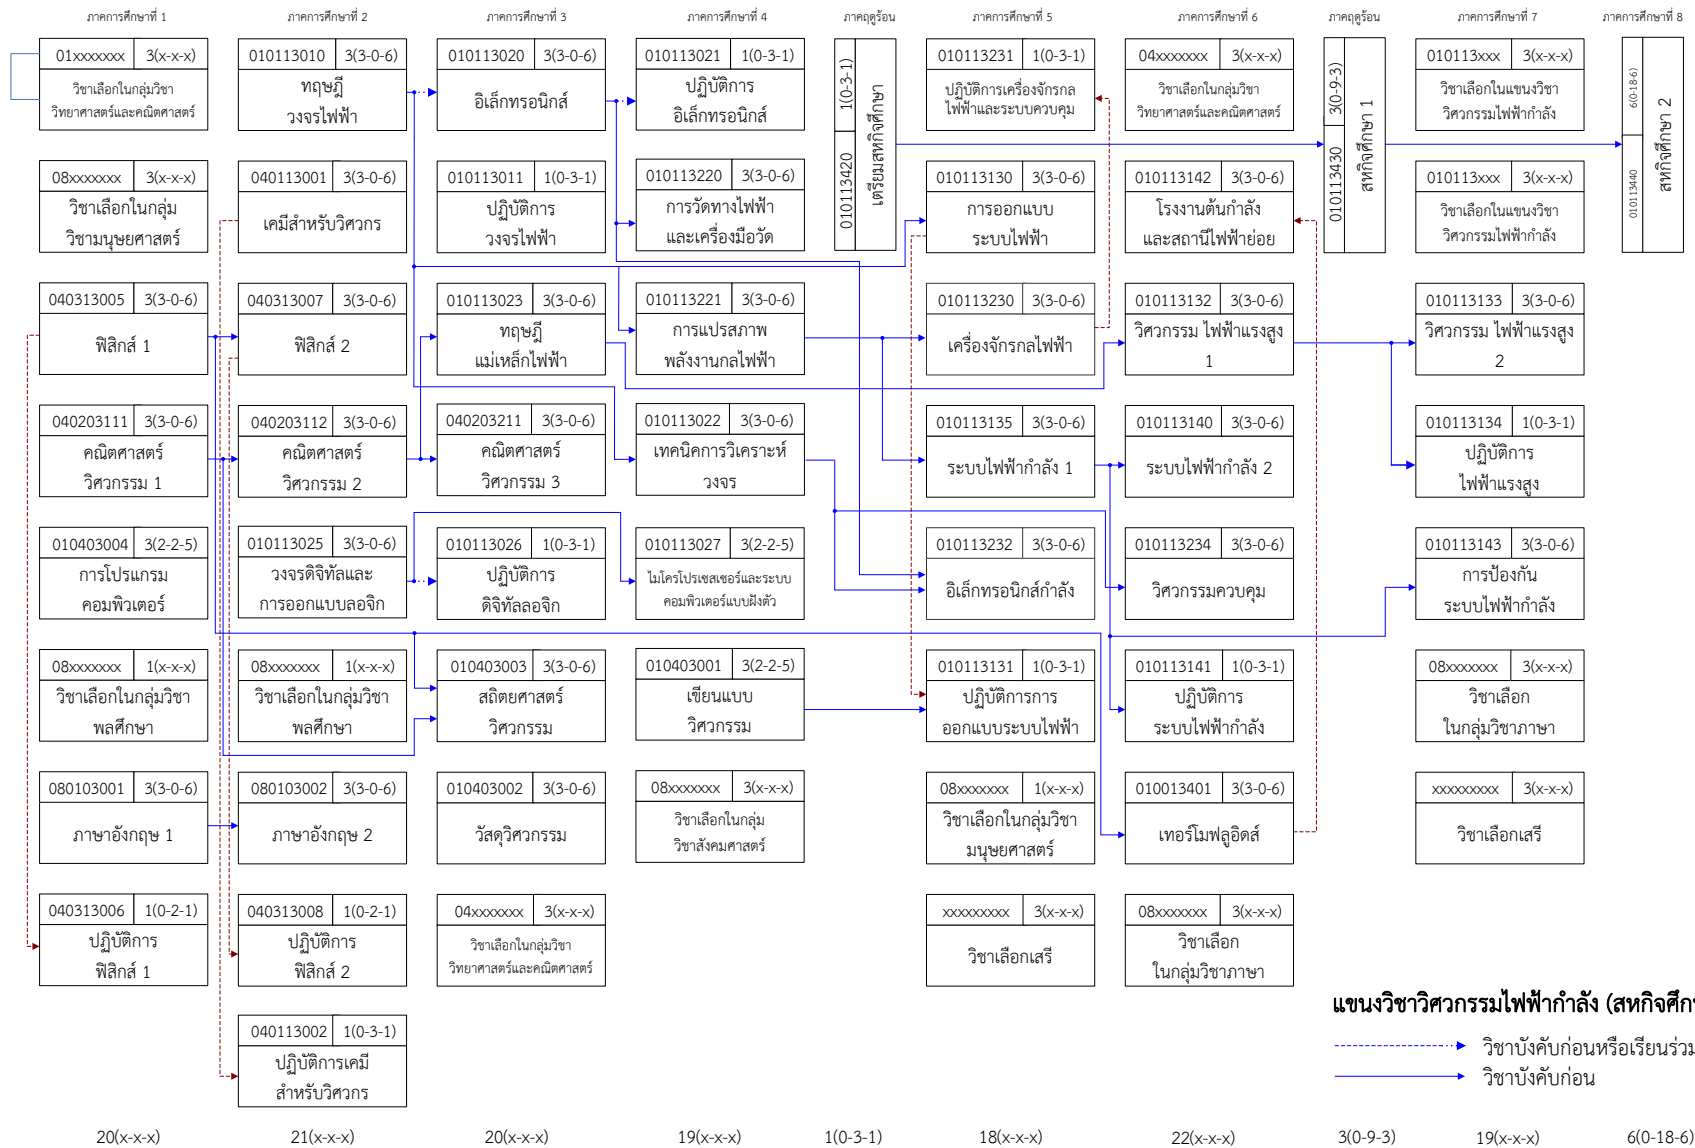 ภาคการศึกษาที่ 1
ภาคการศึกษาที่ 2
ภาคการศึกษาที่ 3
ภาคการศึกษาที่ 4
ภาคฤดูร้อน
ภาคการศึกษาที่ 5
ภาคการศึกษาที่ 6
ภาคฤดูร้อน
ภาคการศึกษาที่ 7
ภาคการศึกษาที่ 8
01xxxxxxx 3(x-x-x)
วิชาเลือกในกลุ่มวิชา
วิทยาศาสตร์และคณิตศาสตร์
08xxxxxxx 3(x-x-x)
วิชาเลือกในกลุ่ม
วิชามนุษยศาสตร์
040313005 3(3-0-6)
ฟิสิกส์ 1
040203111 3(3-0-6)
คณิตศาสตร์
วิศวกรรม 1
010403004 3(2-2-5)
การโปรแกรม
คอมพิวเตอร์
08xxxxxxx 1(x-x-x)
วิชาเลือกในกลุ่มวิชา
พลศึกษา
080103001 3(3-0-6)
ภาษาอังกฤษ 1
040313006 1(0-2-1)
ปฏิบัติการ
ฟิสิกส์ 1
20(x-x-x)
010113010 3(3-0-6)
ทฤษฎี
วงจรไฟฟ้า
040113001 3(3-0-6)
เคมีสำหรับวิศวกร
040313007 3(3-0-6)
ฟิสิกส์ 2
040203112 3(3-0-6)
คณิตศาสตร์
วิศวกรรม 2
010113025 3(3-0-6)
วงจรดิจิทัลและ
การออกแบบลอจิก
08xxxxxxx 1(x-x-x)
วิชาเลือกในกลุ่มวิชา
พลศึกษา
080103002 3(3-0-6)
ภาษาอังกฤษ 2
040313008 1(0-2-1)
ปฏิบัติการ
ฟิสิกส์ 2
040113002 1(0-3-1)
ปฏิบัติการเคมี
สำหรับวิศวกร
21(x-x-x)
010113020 3(3-0-6)
อิเล็กทรอนิกส์
010113011 1(0-3-1)
ปฏิบัติการ
วงจรไฟฟ้า
010113023 3(3-0-6)
ทฤษฎี
แม่เหล็กไฟฟ้า
040203211 3(3-0-6)
คณิตศาสตร์
วิศวกรรม 3
010113026 1(0-3-1)
ปฏิบัติการ
ดิจิทัลลอจิก
010403003 3(3-0-6)
สถิตยศาสตร์
วิศวกรรม
010403002 3(3-0-6)
วัสดุวิศวกรรม
04xxxxxxx 3(x-x-x)
วิชาเลือกในกลุ่มวิชา
วิทยาศาสตร์และคณิตศาสตร์
20(x-x-x)
010113021 1(0-3-1)
ปฏิบัติการ
อิเล็กทรอนิกส์
010113220 3(3-0-6)
การวัดทางไฟฟ้า
และเครื่องมือวัด
010113221 3(3-0-6)
การแปรสภาพ
พลังงานกลไฟฟ้า
010113022 3(3-0-6)
เทคนิคการวิเคราะห์
วงจร
010113027 3(2-2-5)
ไมโครโปรเซสเซอร์และระบบ
คอมพิวเตอร์แบบฝังตัว
010403001 3(2-2-5)
เขียนแบบ
วิศวกรรม
08xxxxxxx 3(x-x-x)
วิชาเลือกในกลุ่ม
วิชาสังคมศาสตร์
19(x-x-x)
010113420 1(0-3-1)
เตรียมสหกิจศึกษา
1(0-3-1)
010113231 1(0-3-1)
ปฏิบัติการเครื่องจักรกล
ไฟฟ้าและระบบควบคุม
010113130 3(3-0-6)
การออกแบบ
ระบบไฟฟ้า
010113230 3(3-0-6)
เครื่องจักรกลไฟฟ้า
010113135 3(3-0-6)
ระบบไฟฟ้ากำลัง 1
010113232 3(3-0-6)
อิเล็กทรอนิกส์กำลัง
010113131 1(0-3-1)
ปฏิบัติการการ
ออกแบบระบบไฟฟ้า
08xxxxxxx 1(x-x-x)
วิชาเลือกในกลุ่มวิชา
มนุษยศาสตร์
xxxxxxxxx 3(x-x-x)
วิชาเลือกเสรี
18(x-x-x)
04xxxxxxx 3(x-x-x)
วิชาเลือกในกลุ่มวิชา
วิทยาศาสตร์และคณิตศาสตร์
010113142 3(3-0-6)
โรงงานต้นกำลัง
และสถานีไฟฟ้าย่อย
010113132 3(3-0-6)
วิศวกรรม ไฟฟ้าแรงสูง
1
010113140 3(3-0-6)
ระบบไฟฟ้ากำลัง 2
010113234 3(3-0-6)
วิศวกรรมควบคุม
010113141 1(0-3-1)
ปฏิบัติการ
ระบบไฟฟ้ากำลัง
010013401 3(3-0-6)
เทอร์โมฟลูอิดส์
08xxxxxxx 3(x-x-x)
วิชาเลือก
ในกลุ่มวิชาภาษา
22(x-x-x)
010113430 3(0-9-3)
สหกิจศึกษา 1
3(0-9-3)
010113xxx 3(x-x-x)
วิชาเลือกในแขนงวิชา
วิศวกรรมไฟฟ้ากำลัง
010113xxx 3(x-x-x)
วิชาเลือกในแขนงวิชา
วิศวกรรมไฟฟ้ากำลัง
010113133 3(3-0-6)
วิศวกรรม ไฟฟ้าแรงสูง
2
010113134 1(0-3-1)
ปฏิบัติการ
ไฟฟ้าแรงสูง
010113143 3(3-0-6)
การป้องกัน
ระบบไฟฟ้ากำลัง
08xxxxxxx 3(x-x-x)
วิชาเลือก
ในกลุ่มวิชาภาษา
xxxxxxxxx 3(x-x-x)
วิชาเลือกเสรี
19(x-x-x)
010113440 6(0-18-6)
สหกิจศึกษา 2
6(0-18-6)
แขนงวิชาวิศวกรรมไฟฟ้ากำลัง (สหกิจศึก
วิชาบังคับก่อนหรือเรียนร่วม
วิชาบังคับก่อน